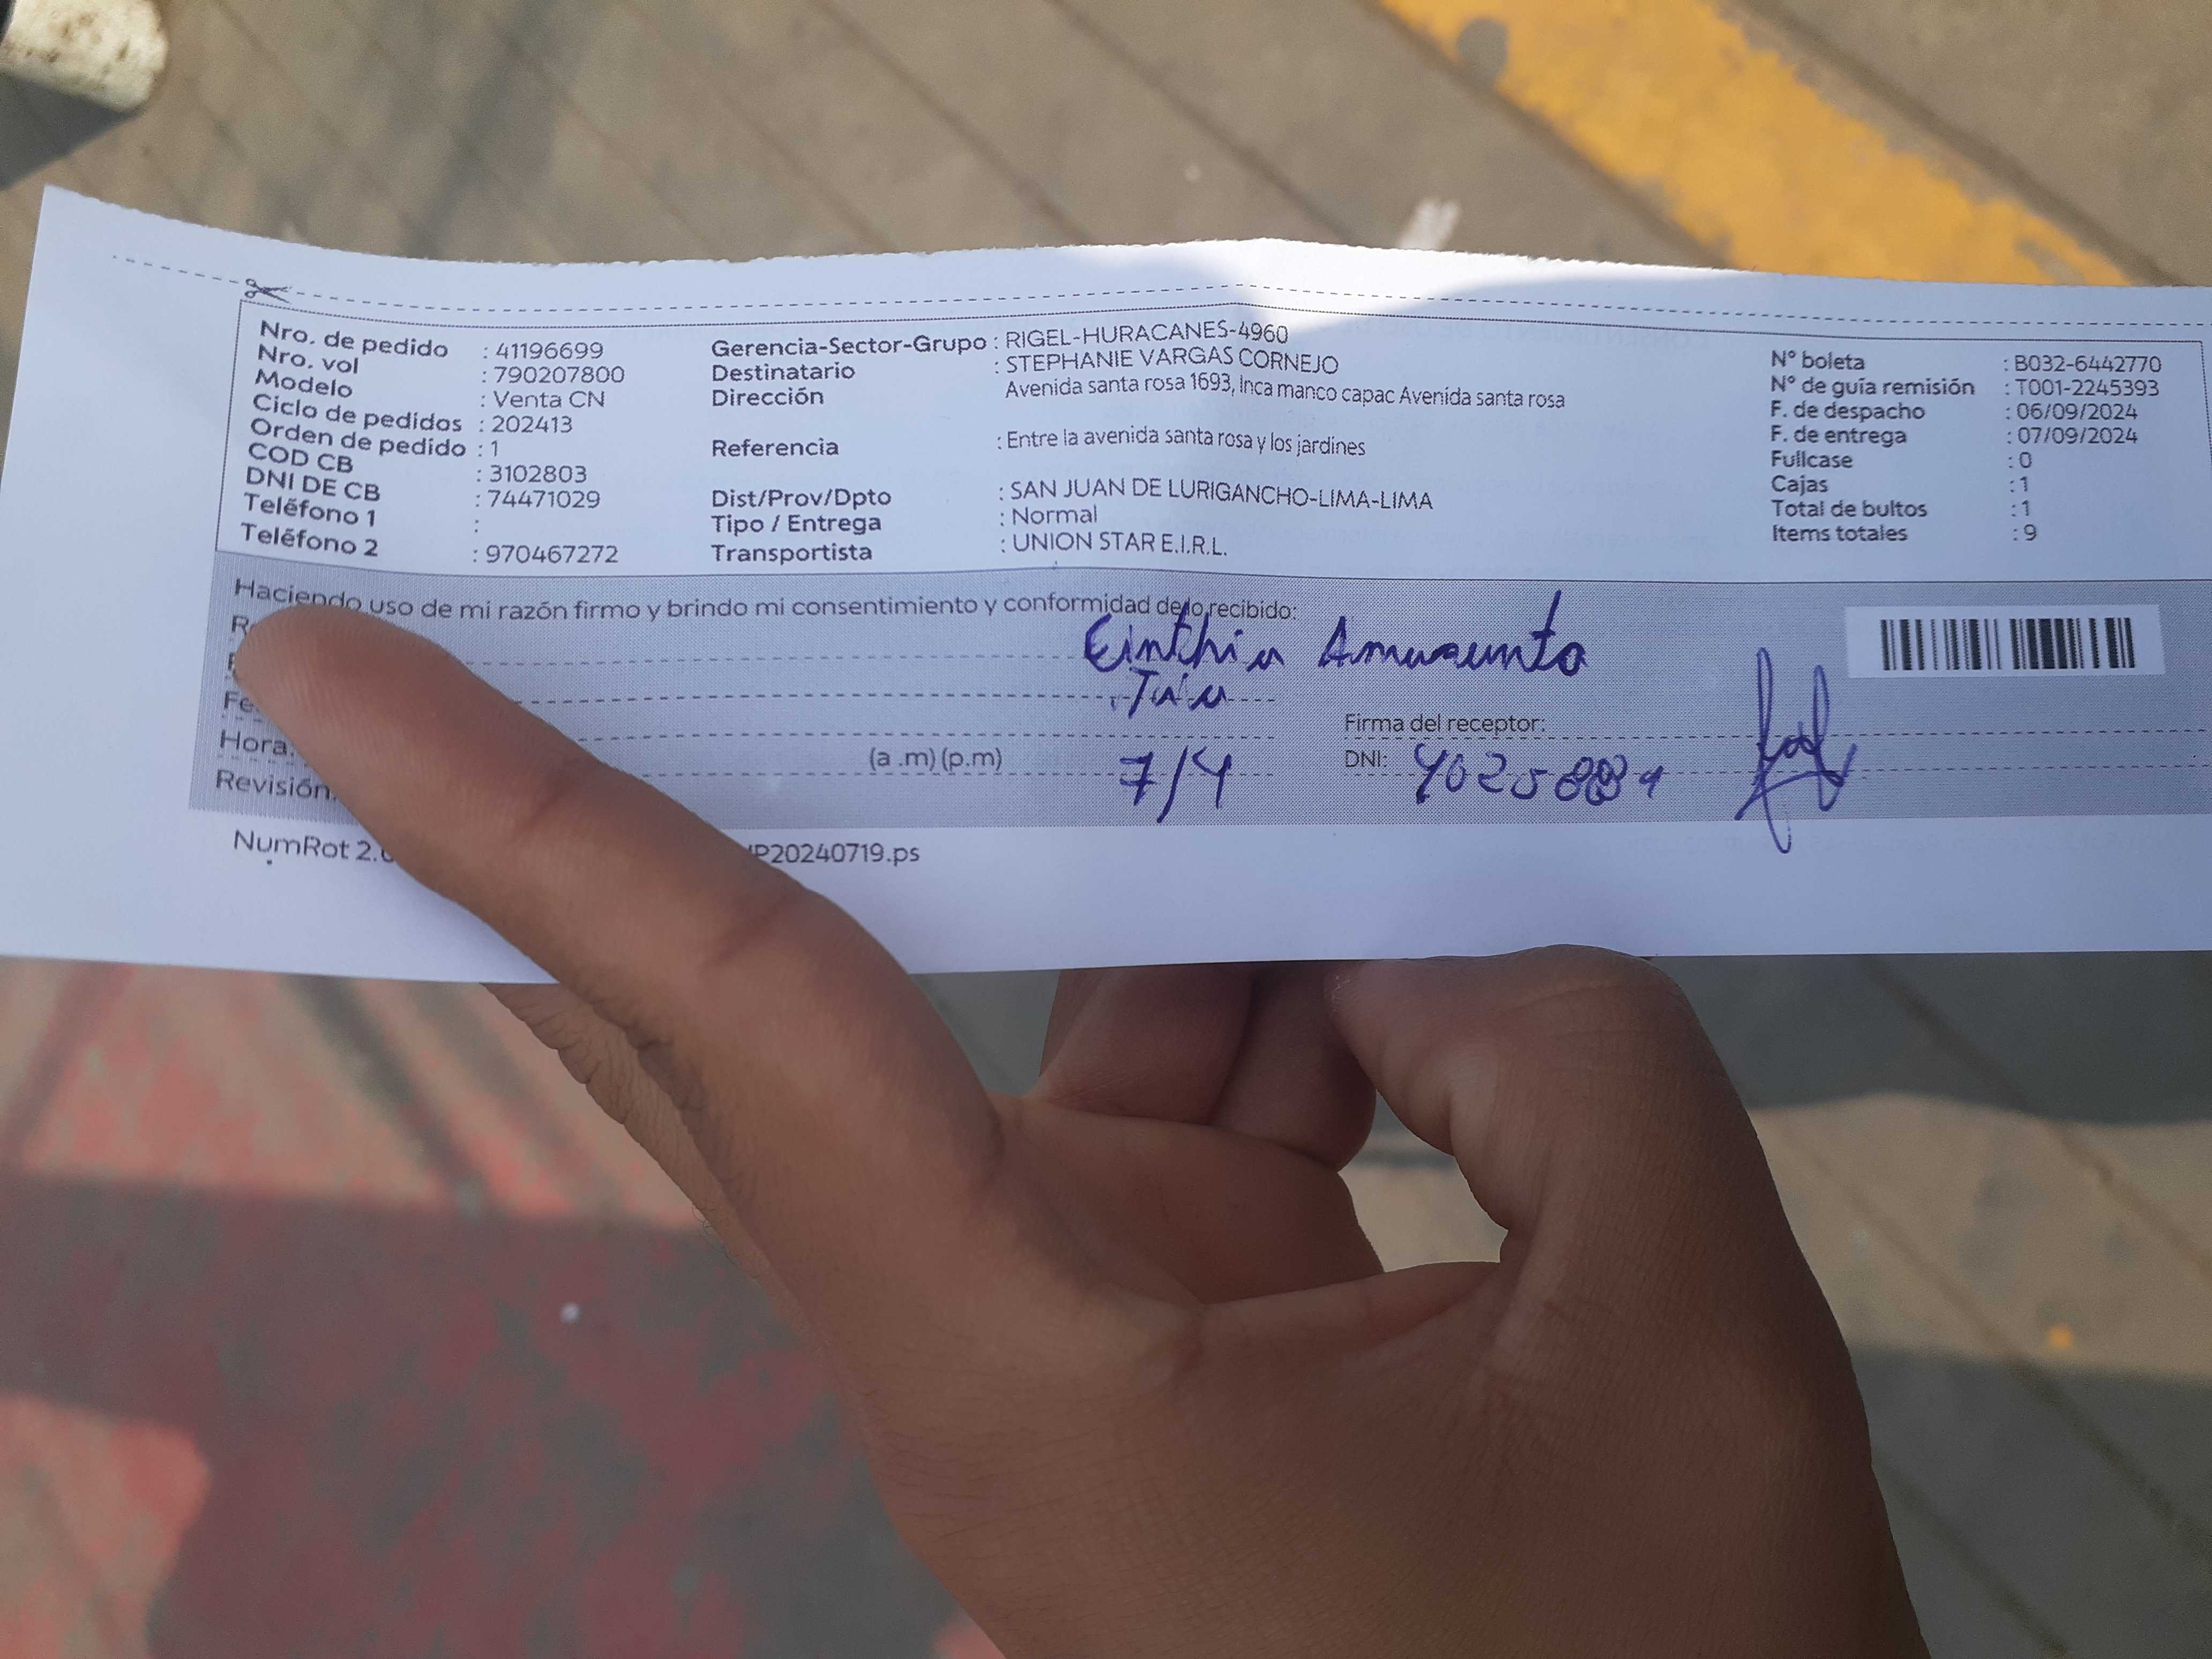 Nro. de pedido : 41196699
Nro. vol : 790207800
Modelo : Venta CN
Ciclo de pedidos : 202413
Orden de pedido : 1
COD CB : 3102803
DNI DE CB : 74471029
Teléfono 1 :
Teléfono 2 : 970467272
Gerencia-Sector-Grupo : RIGEL-HURACANES-4960
Destinatario : STEPHANIE VARGAS CORNEJO
Dirección Avenida santa rosa 1693, Inca manco capac Avenida santa rosa
Referencia : Entre la avenida santa rosa y los jardines
Dist/Prov/Dpto : SAN JUAN DE LURIGANCHO-LIMA-LIMA
Tipo / Entrega : Normal
Transportista : UNION STAR E.I.R.L.
N° boleta : B032-6442770
N° de guía remisión : T001-2245393
F. de despacho : 06/09/2024
F. de entrega : 07/09/2024
Fullcase : 0
Cajas : 1
Total de bultos : 1
Items totales : 9
Haciendo uso de mi razón firmo y brindo mi consentimiento y conformidad de lo recibido:
Cinthia
Firma del receptor:
Hora: (a .m) (p.m) 7/4 DNI:
Revisión
NumRot 2. P20240719.ps